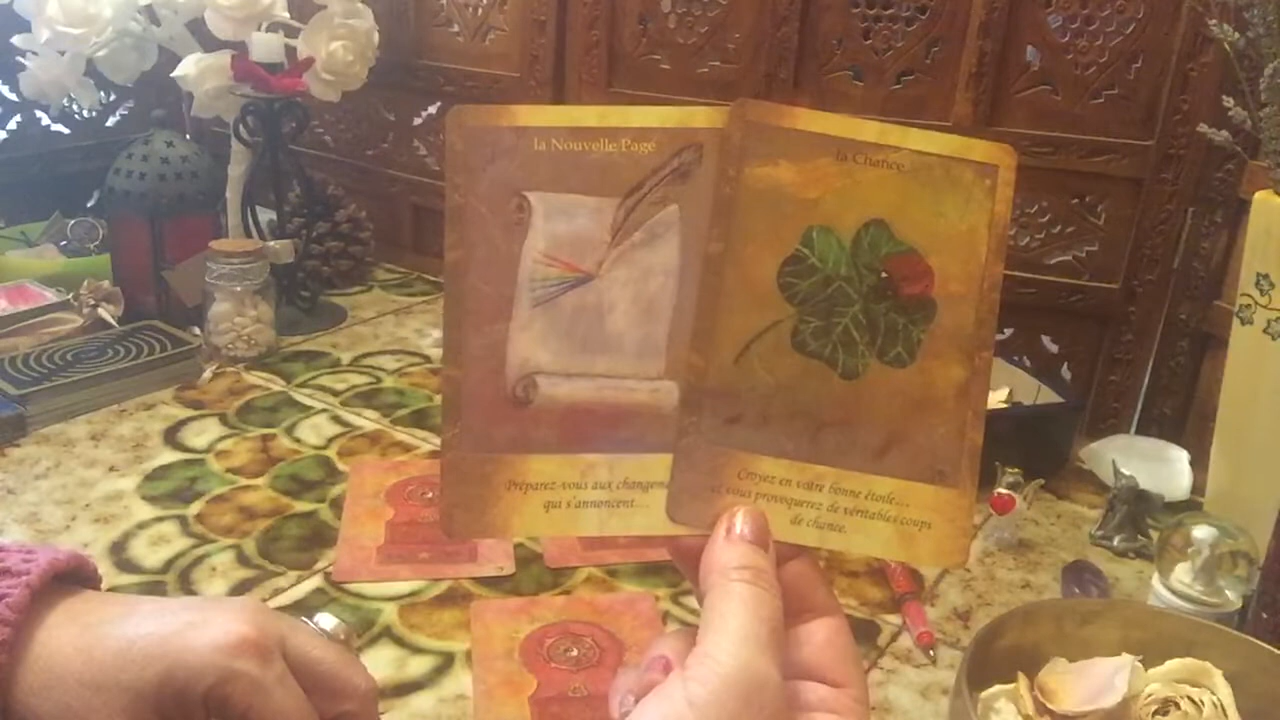 la Nouvelle Page
Préparez-vous aux changeme
qui s'annoncent...
la Chance
Croyez en votre bonne étoile...
et vous provoquerez de véritables coups
de chance.